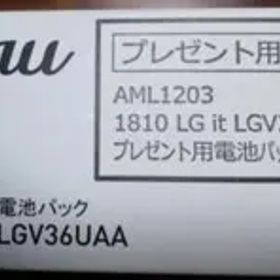 au
プレゼント用
AML1203
1810 LG it LGV
プレゼント用電池パッ
電池パック
LGV36UAA